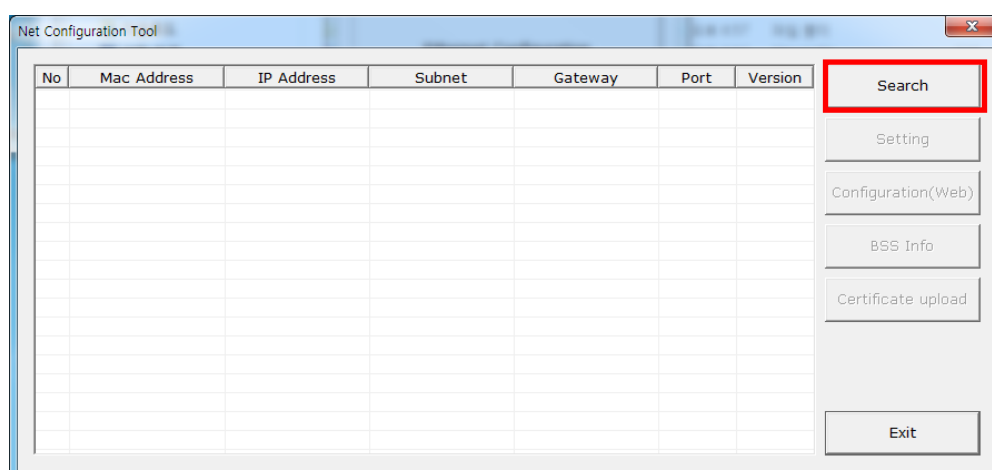 Net Configuration Tool
No Mac Address IP Address Subnet Gateway Port Version
Search
Setting
Configuration(Web)
BSS Info
Certificate upload
Exit